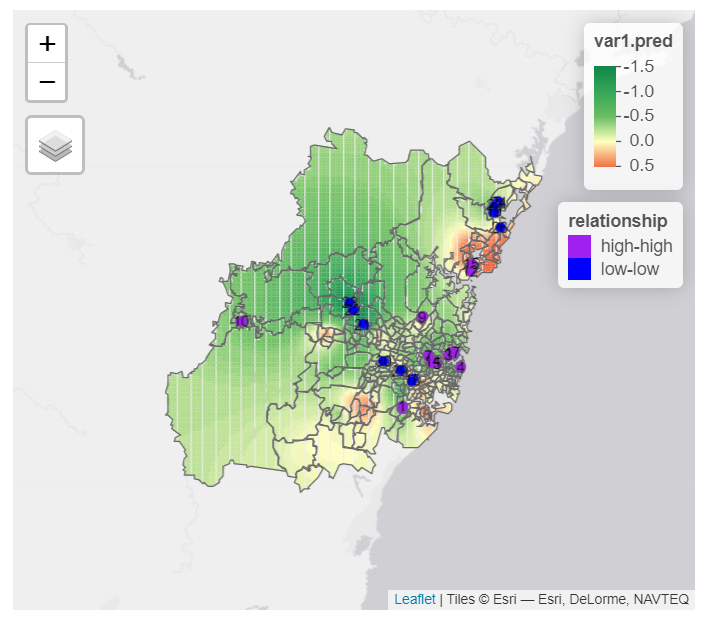 +
−
var1.pred
-1.5
-1.0
-0.5
0.0
0.5
relationship
high-high
low-low
10
9
4
1
Leaflet | Tiles © Esri — Esri, DeLorme, NAVTEQ